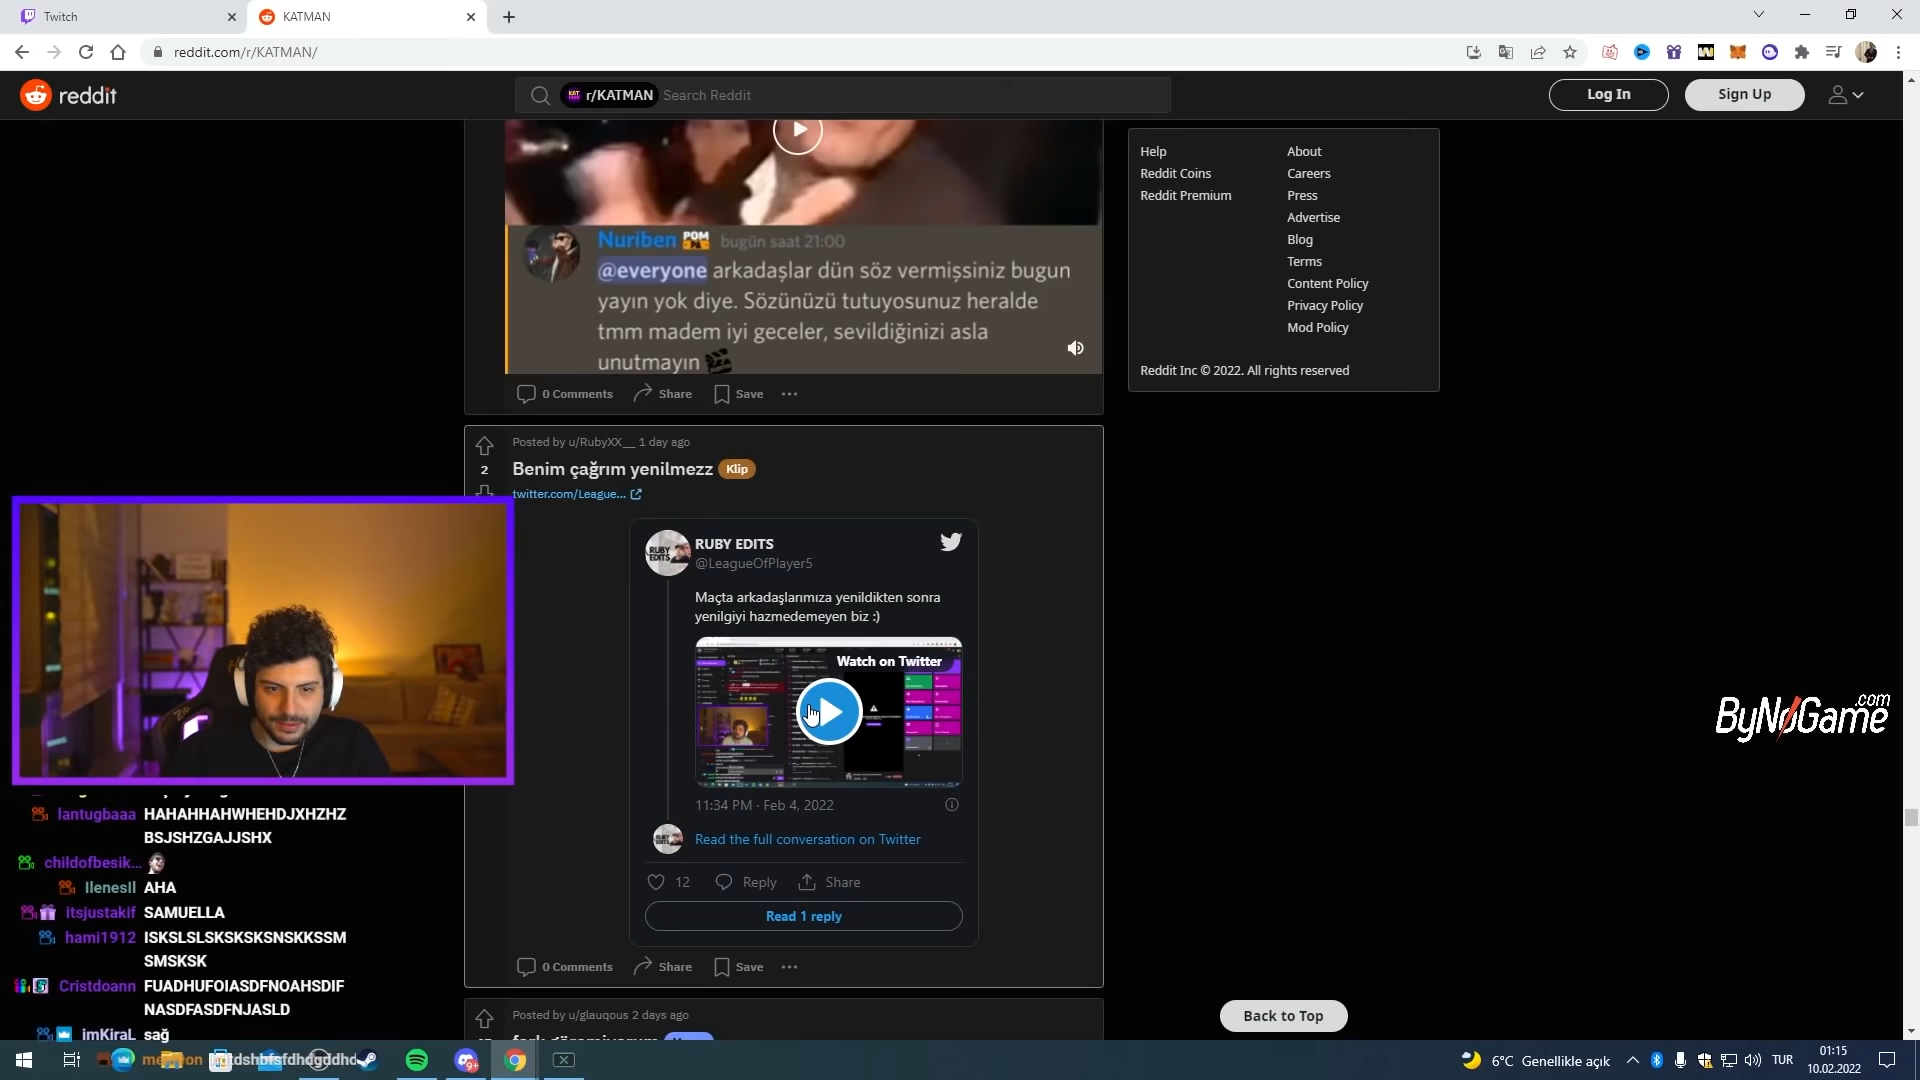 Twitch
KATMAN
reddit.com/r/KATMAN/
reddit
r/KATMAN
Search Reddit
Log In
Sign Up
Nuriben POM PA bugün saat 21:00
@everyone arkadaşlar dün söz vermişsiniz bugun
yayın yok diye. Sözünüzü tutuyosunuz heralde
tmm madem iyi geceler, sevildiğinizi asla
unutmayın
0 Comments
Share
Save
Help
Reddit Coins
Reddit Premium
About
Careers
Press
Advertise
Blog
Terms
Content Policy
Privacy Policy
Mod Policy
Reddit Inc © 2022. All rights reserved
Posted by u/RubyXX__ 1 day ago
2
Benim çağrım yenilmezz
Klip
twitter.com/League...
RUBY EDITS
@LeagueOfPlayer5
Maçta arkadaşlarımıza yenildikten sonra
yenilgiyi hazmedemeyen biz :)
Watch on Twitter
11:34 PM · Feb 4, 2022
Read the full conversation on Twitter
12
Reply
Share
Read 1 reply
0 Comments
Share
Save
Posted by u/glauqous 2 days ago
Back to Top
ByNoGame.com
lantugbaaa HAHAHHAHWHEHDJXHZHZ
BSJSHZGAJJSHX
childofbesik...
IlenesII AHA
itsjustakif SAMUELLA
hami1912 ISKSLSLSKSKSKSNSKKSSM
SMSKSK
Cristdoann FUADHUFOIASDFNOAHSDIF
NASDFASDFNJASLD
imKiraL sağ
6°C Genellikle açık
TUR
01:15
10.02.2022